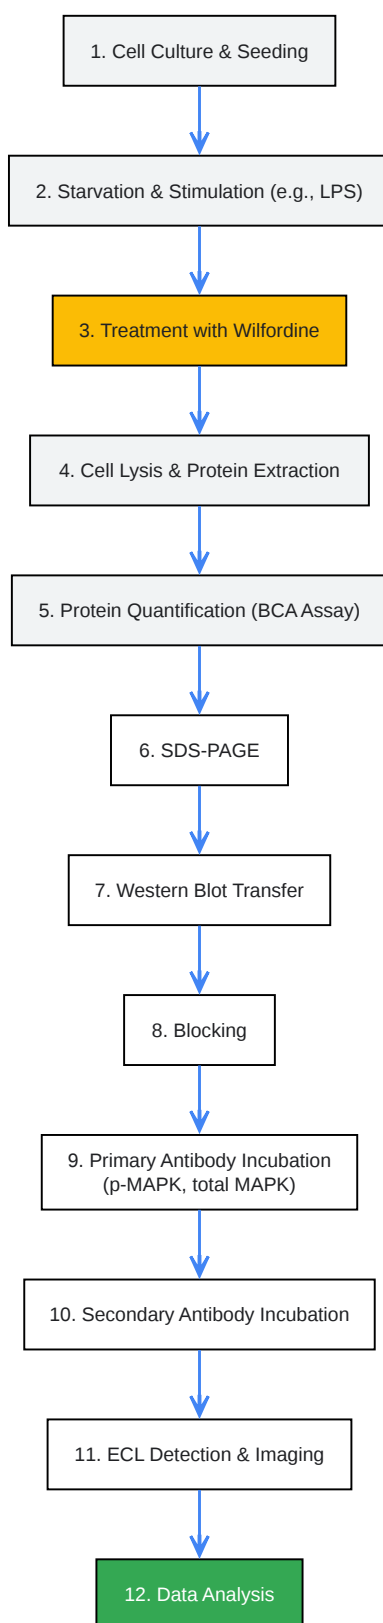 1. Cell Culture & Seeding
2. Starvation & Stimulation (e.g., LPS)
3. Treatment with Wilfordine
4. Cell Lysis & Protein Extraction
5. Protein Quantification (BCA Assay)
6. SDS-PAGE
7. Western Blot Transfer
8. Blocking
9. Primary Antibody Incubation
(p-MAPK, total MAPK)
10. Secondary Antibody Incubation
11. ECL Detection & Imaging
12. Data Analysis